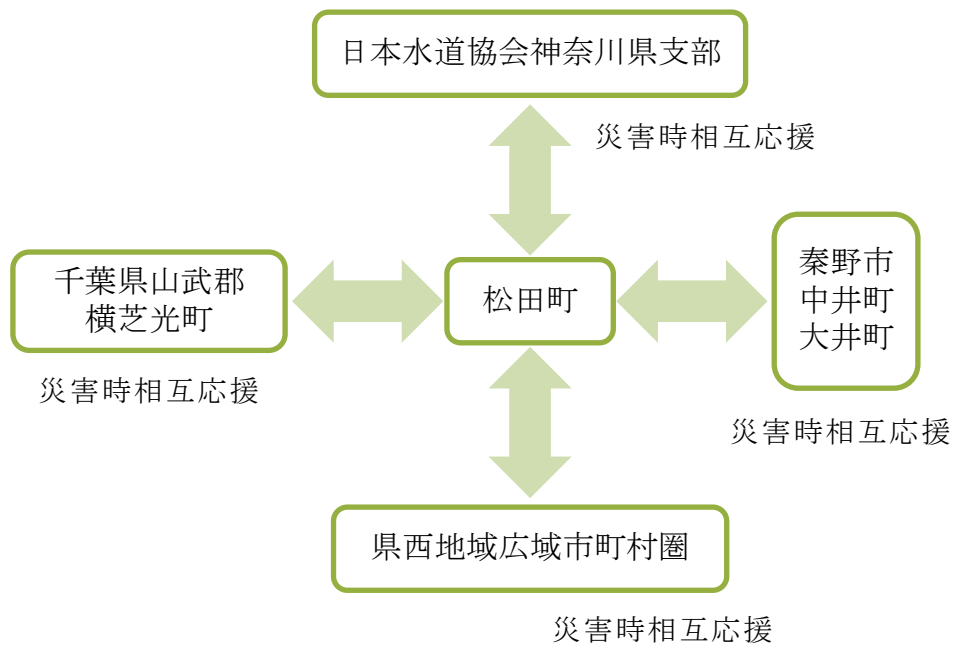 日本水道協会神奈川県支部
災害時相互応援
千葉県山武郡
横芝光町
災害時相互応援
松田町
秦野市
中井町
大井町
災害時相互応援
県西地域広域市町村圏
災害時相互応援